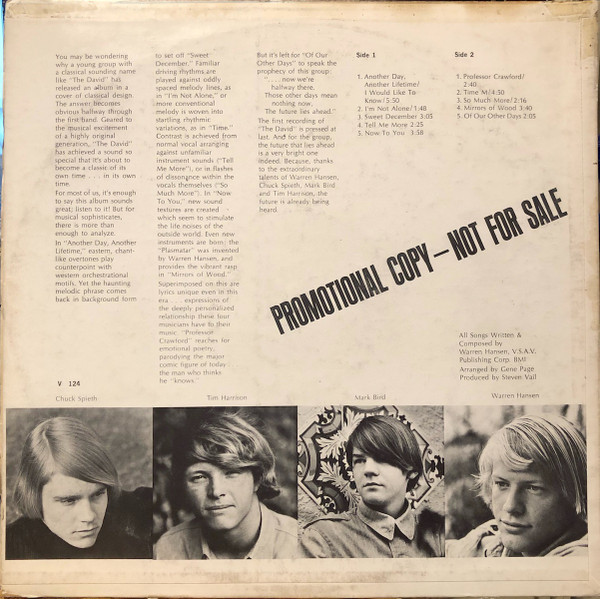 You may be wondering
why a young group with
a classical sounding name
like "The David" has
released an album in a
cover of classical design.
The answer becomes
obvious halfway through
the first band. Geared to
the musical excitement
of a highly original
generation, "The David"
has achieved a sound so
special that it's about to
become a classic of its
own time . . . in its own
time.
For most of us, it's enough
to say this album sounds
great; listen to it! But for
musical sophisticates,
there is more than
enough to analyze.
In "Another Day, Another
Lifetime," eastern, chant-
like overtones play
counterpoint with
western orchestrational
motifs. Yet the haunting
melodic phrase comes
back in background form
to set off "Sweet
December." Familiar
driving rhythms are
played against oddly
spaced melody lines, as
in "I'm Not Alone," or
more conventional
melody is woven into
startling rhythmic
variations, as in "Time."
Contrast is achieved from
normal vocal arranging
against unfamiliar
instrument sounds ("Tell
Me More"), or in flashes
of dissonance within the
vocals themselves ("So
Much More"). In "Now
To You," new sound
textures are created
which seem to stimulate
the life noises of the
outside world. Even new
instruments are born; the
"Plasmatar" was invented
by Warren Hansen, and
provides the vibrant rasp
in "Mirrors of Wood."
Superimposed on this are
lyrics unique even in this
era . . . expressions of
the deeply personalized
relationship these four
musicians have to their
music. "Professor
Crawford" reaches for
emotional poetry,
parodying the major
comic figure of today -
the man who thinks
he "knows."
But it's left for "Of Our
Other Days" to speak the
prophecy of this group:
". . . now we're
halfway there.
Those other days mean
nothing now.
The future lies ahead."
The first recording of
"The David" is pressed at
last. And for the group,
the future that lies ahead
is a very bright one
indeed. Because, thanks
to the extraordinary
talents of Warren Hansen,
Chuck Spieth, Mark Bird
and Tim Harrison, the
future is already being
heard.
Side 1
1. Another Day,
Another Lifetime/
I Would Like To
Know/5:50
2. I'm Not Alone/1:48
3. Sweet December 3:05
4. Tell Me More 2:25
5. Now To You 3:58
Side 2
1. Professor Crawford/
2:40
2. Time M/4:50
3. So Much More/2:16
4. Mirrors of Wood 3:40
5. Of Our Other Days 2:05
PROMOTIONAL COPY – NOT FOR SALE
All Songs Written &
Composed by
Warren Hansen, V.S.A.V.
Publishing Corp. BMI
Arranged by Gene Page
Produced by Steven Vail
V 124
Chuck Spieth
Tim Harrison
Mark Bird
Warren Hansen